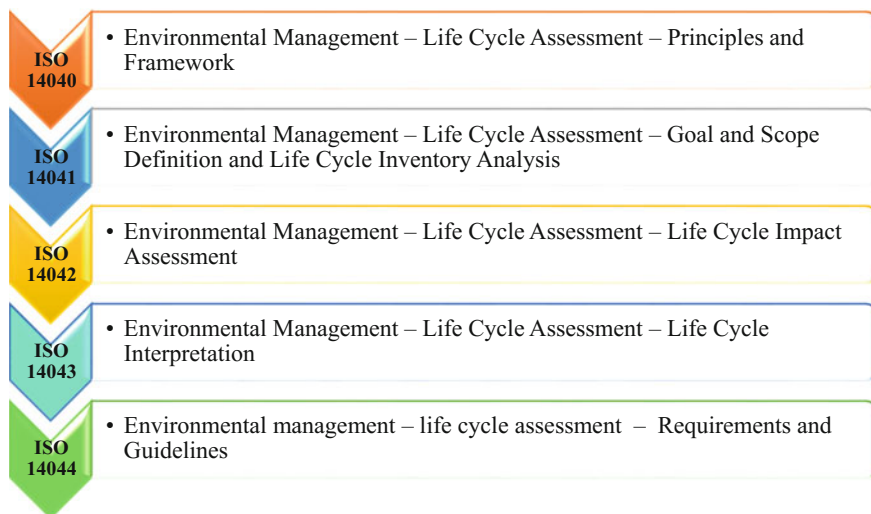 ISO
14040
• Environmental Management – Life Cycle Assessment – Principles and
Framework
ISO
14041
• Environmental Management – Life Cycle Assessment – Goal and Scope
Definition and Life Cycle Inventory Analysis
ISO
14042
• Environmental Management – Life Cycle Assessment – Life Cycle Impact
Assessment
ISO
14043
• Environmental Management – Life Cycle Assessment – Life Cycle
Interpretation
ISO
14044
• Environmental management – life cycle assessment – Requirements and
Guidelines